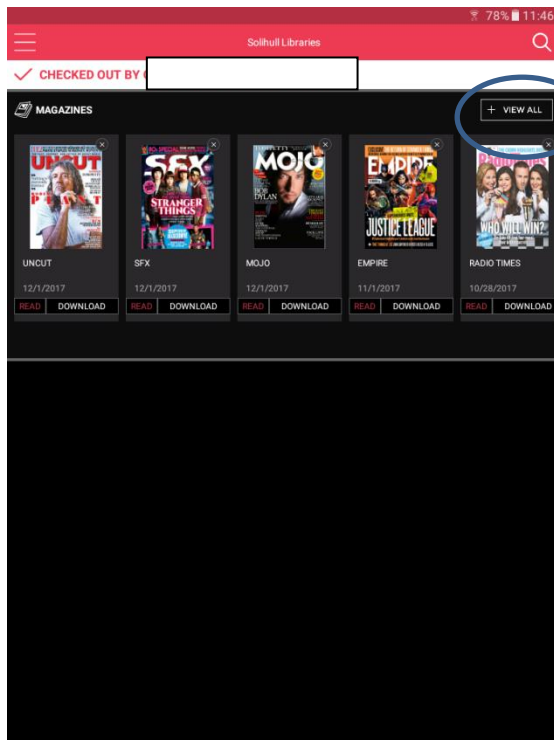 78% 11:46
Solihull Libraries
CHECKED OUT BY
MAGAZINES
+ VIEW ALL
UNCUT
SFX
MOJO
BOB
DYLAN
EMPIRE
STRANGER
THINGS
JUSTICE LEAGUE
WHO WILL WIN?
UNCUT
SFX
MOJO
EMPIRE
RADIO TIMES
12/1/2017
12/1/2017
12/1/2017
11/1/2017
10/28/2017
READ DOWNLOAD
READ DOWNLOAD
READ DOWNLOAD
READ DOWNLOAD
READ DOWNLOAD